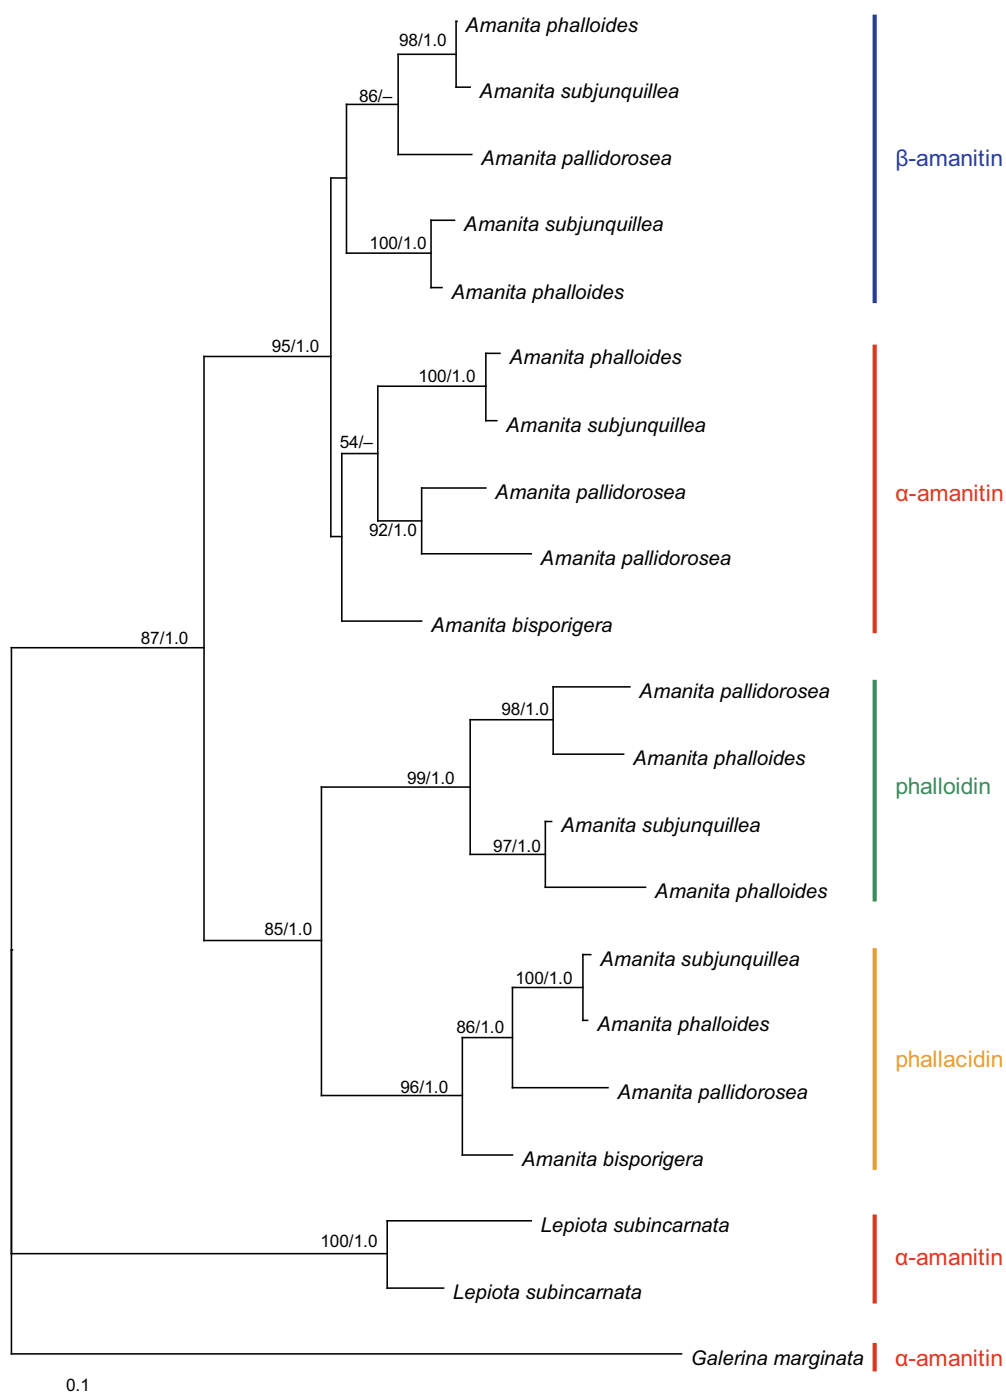 Amanita phalloides
98/1.0
Amanita subjunquillea
86/–
Amanita pallidorosea
β-amanitin
Amanita subjunquillea
100/1.0
Amanita phalloides
95/1.0
Amanita phalloides
100/1.0
Amanita subjunquillea
54/–
Amanita pallidorosea
α-amanitin
92/1.0
Amanita pallidorosea
Amanita bisporigera
87/1.0
Amanita pallidorosea
98/1.0
Amanita phalloides
99/1.0
phalloidin
Amanita subjunquillea
97/1.0
Amanita phalloides
85/1.0
Amanita subjunquillea
100/1.0
Amanita phalloides
86/1.0
phallacidin
96/1.0
Amanita pallidorosea
Amanita bisporigera
Lepiota subincarnata
100/1.0
α-amanitin
Lepiota subincarnata
Galerina marginata
α-amanitin
0.1